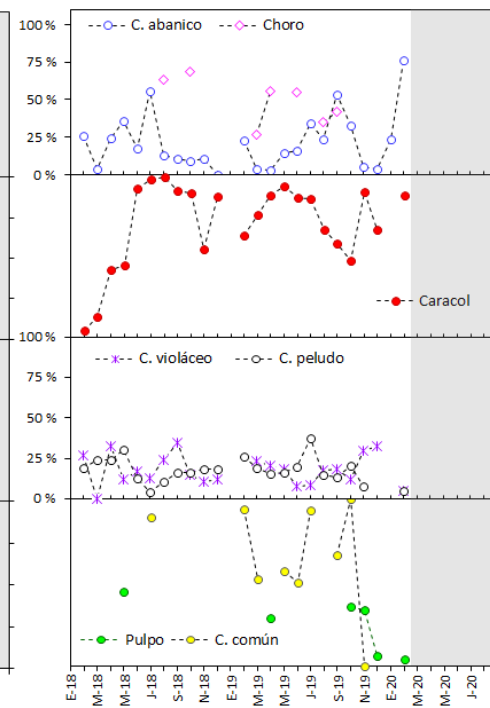 100 %
C. abanico Choro
75 %
50 %
25 %
0 %
Caracol
100 %
C. violáceo C. peludo
75 %
50 %
25 %
0 %
Pulpo C. común
E-18 M-18 M-18 J-18 S-18 N-18 E-19 M-19 M-19 J-19 S-19 N-19 E-20 M-20 M-20 J-20